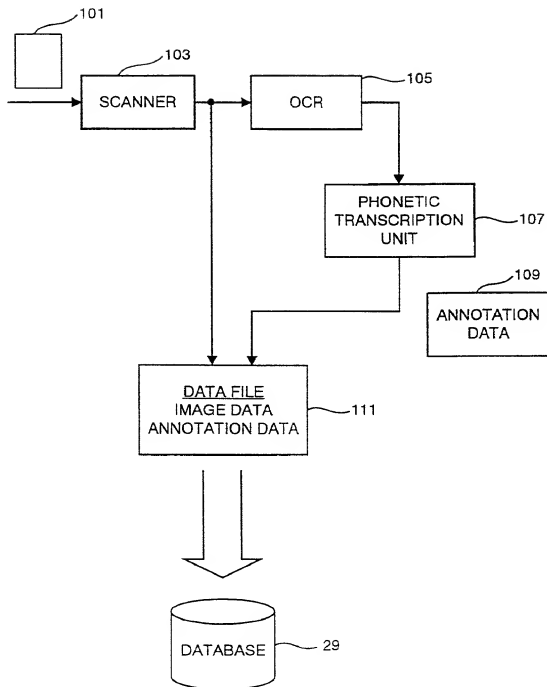 101
103
SCANNER
105
OCR
PHONETIC
TRANSCRIPTION
UNIT
107
109
ANNOTATION
DATA
DATA FILE
IMAGE DATA
ANNOTATION DATA
111
DATABASE
29